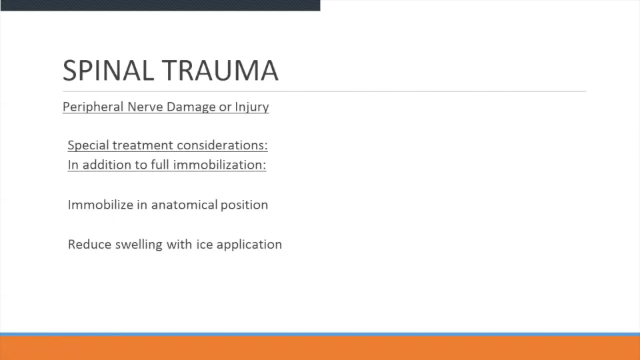 SPINAL TRAUMA
Peripheral Nerve Damage or Injury
Special treatment considerations:
In addition to full immobilization:
Immobilize in anatomical position
Reduce swelling with ice application